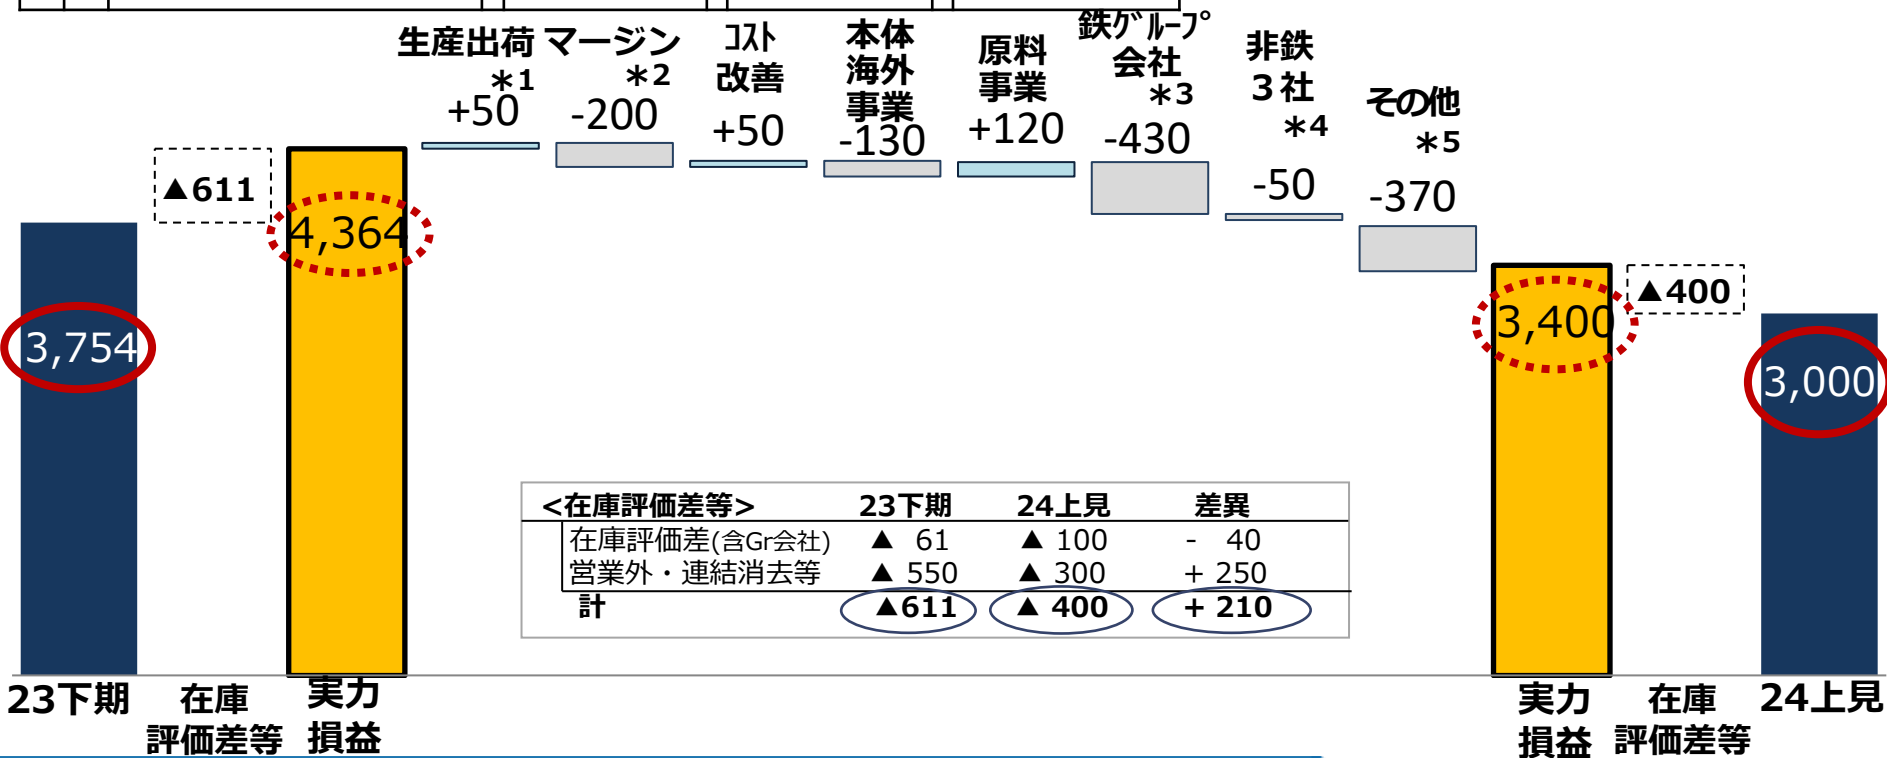 生産出荷
*1
+50
マージン
*2
-200
コスト
改善
+50
本体
海外
事業
-130
原料
事業
+120
鉄グループ
会社
*3
-430
非鉄
3社
*4
-50
その他
*5
-370
▲611
4,364
3,754
3,400
▲400
3,000
<在庫評価差等> 23下期 24上見 差異
在庫評価差(含Gr会社) ▲ 61 ▲ 100 - 40
営業外・連結消去等 ▲ 550 ▲ 300 + 250
計 ▲611 ▲ 400 + 210
23下期
在庫
評価差等
実力
損益
実力
損益
在庫
評価差等
24上見